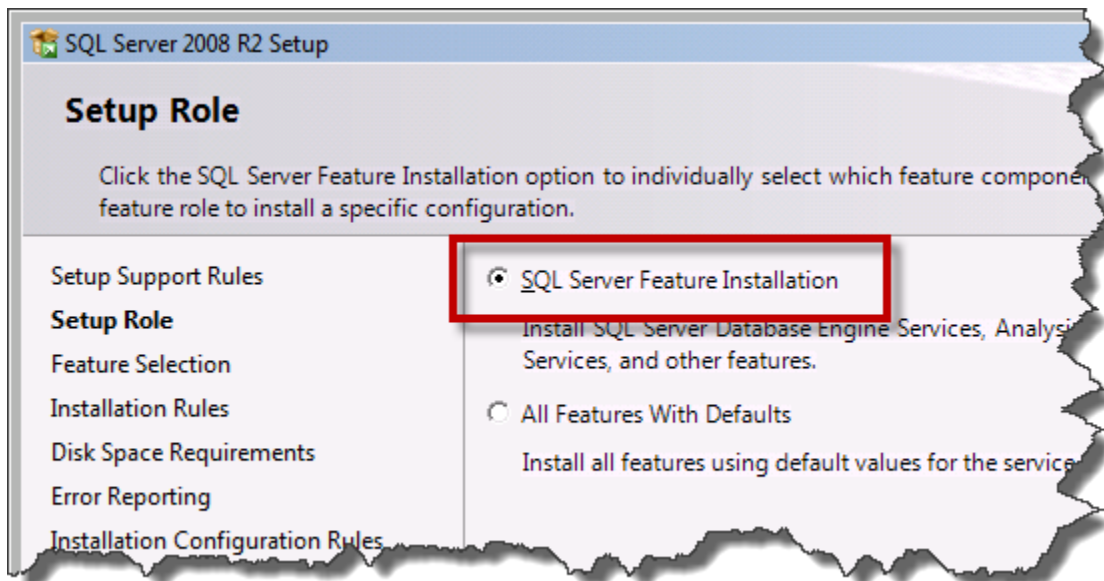 SQL Server 2008 R2 Setup
Setup Role
Click the SQL Server Feature Installation option to individually select which feature
feature role to install a specific configuration.
Setup Support Rules
Setup Role
Feature Selection
Installation Rules
Disk Space Requirements
Error Reporting
Installation Configuration Rules
SQL Server Feature Installation
Install SQL Server Database Engine Services,
Services, and other features.
All Features With Defaults
Install all features using default values for the service